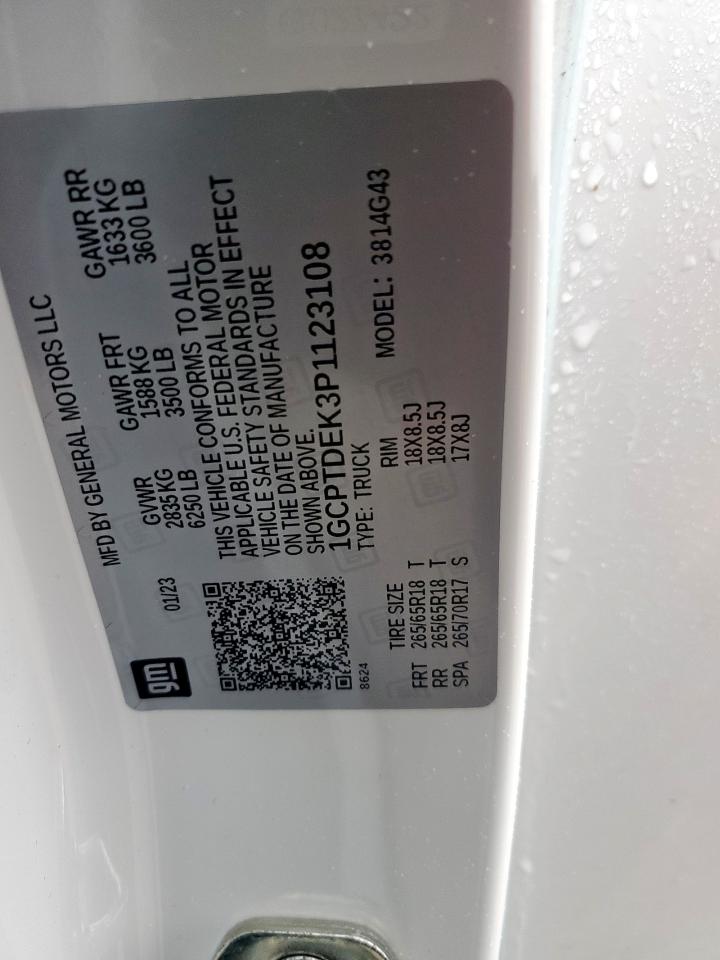 gm
MFD BY GENERAL MOTORS LLC
01/23
GVWR GAWR FRT GAWR RR
2835 KG 1588 KG 1633 KG
6250 LB 3500 LB 3600 LB
THIS VEHICLE CONFORMS TO ALL
APPLICABLE U.S. FEDERAL MOTOR
VEHICLE SAFETY STANDARDS IN EFFECT
ON THE DATE OF MANUFACTURE
SHOWN ABOVE.
1GCPTDEK3P1123108
TYPE: TRUCK MODEL: 3814G43
8624
TIRE SIZE RIM
FRT 265/65R18 T 18X8.5J
RR 265/65R18 T 18X8.5J
SPA 265/70R17 S 17X8J